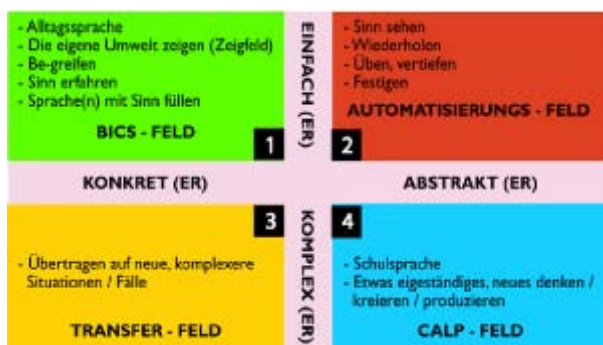 - Alltagssprache
- Die eigene Umwelt zeigen (Zeigfeld)
- Be-greifen
- Sinn erfahren
- Sprache(n) mit Sinn füllen
BICS - FELD
1
EINFACH (ER)
- Sinn sehen
- Wiederholen
- Üben, vertiefen
- Festigen
AUTOMATISIERUNGS - FELD
2
KONKRET (ER)
ABSTRAKT (ER)
3
- Übertragen auf neue, komplexere
Situationen / Fälle
TRANSFER - FELD
KOMPLEX (ER)
4
- Schulsprache
- Etwas eigeständiges, neues denken /
kreieren / produzieren
CALP - FELD